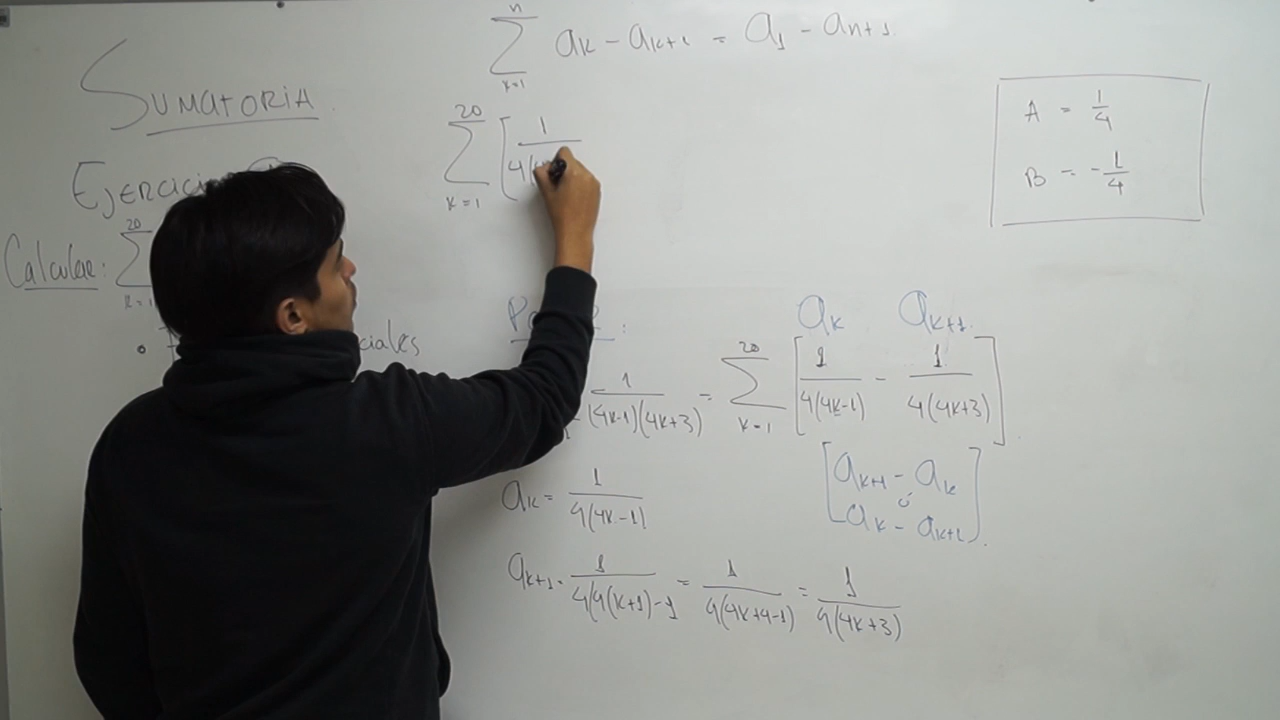 Sumatoria
n
∑ ak - ak+1 = a1 - an+1
k=1
20
∑ [ 1
4(
k=1
A = 1/4
B = -1/4
Calcular: ∑
20
k=1
ciales
ak ak+1
1/(4k-1)(4k+3) = ∑ [ 1/4(4k-1) - 1/4(4k+3) ]
20
k=1
[ ak+1 - ak
ó
ak - ak+1 ]
ak = 1/4(4k-1)
ak+1 = 1/4(4(k+1)-1 = 1/4(4k+4-1) = 1/4(4k+3)